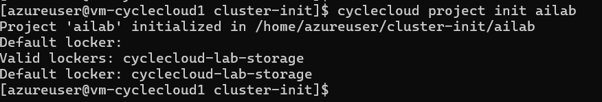 [azureuser@vm-cyclecloud1 cluster-init]$ cyclecloud project init ailab
Project 'ailab' initialized in /home/azureuser/cluster-init/ailab
Default locker:
Valid lockers: cyclecloud-lab-storage
Default locker: cyclecloud-lab-storage
[azureuser@vm-cyclecloud1 cluster-init]$